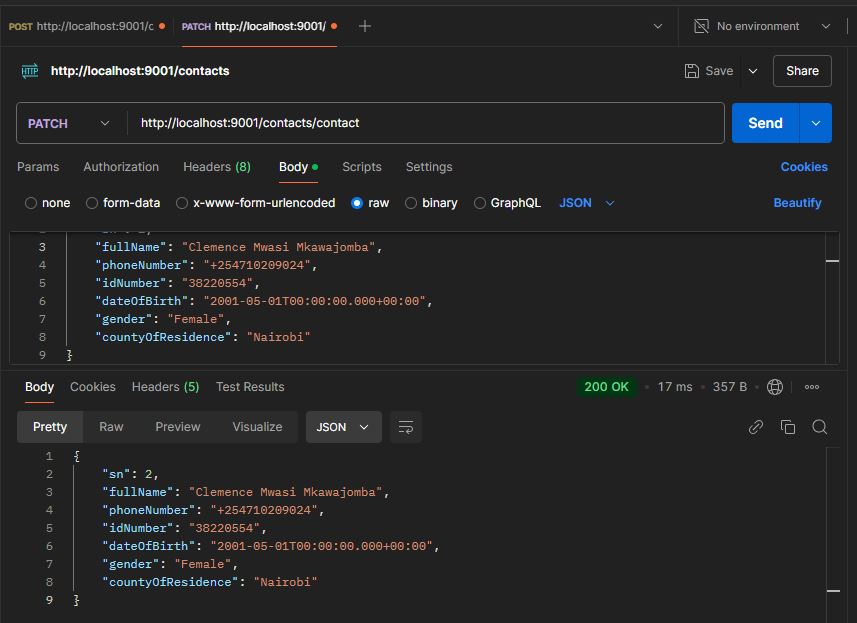 POST http://localhost:9001/c
PATCH http://localhost:9001/
No environment
HTTP http://localhost:9001/contacts
Save
Share
PATCH http://localhost:9001/contacts/contact
Send
Params Authorization Headers (8) Body Scripts Settings Cookies
none form-data x-www-form-urlencoded raw binary GraphQL JSON Beautify
3 "fullName": "Clemence Mwasi Mkawajomba",
4 "phoneNumber": "+254710209024",
5 "idNumber": "38220554",
6 "dateOfBirth": "2001-05-01T00:00:00.000+00:00",
7 "gender": "Female",
8 "countyOfResidence": "Nairobi"
9 }
Body Cookies Headers (5) Test Results 200 OK 17 ms 357 B
Pretty Raw Preview Visualize JSON
1 {
2 "sn": 2,
3 "fullName": "Clemence Mwasi Mkawajomba",
4 "phoneNumber": "+254710209024",
5 "idNumber": "38220554",
6 "dateOfBirth": "2001-05-01T00:00:00.000+00:00",
7 "gender": "Female",
8 "countyOfResidence": "Nairobi"
9 }